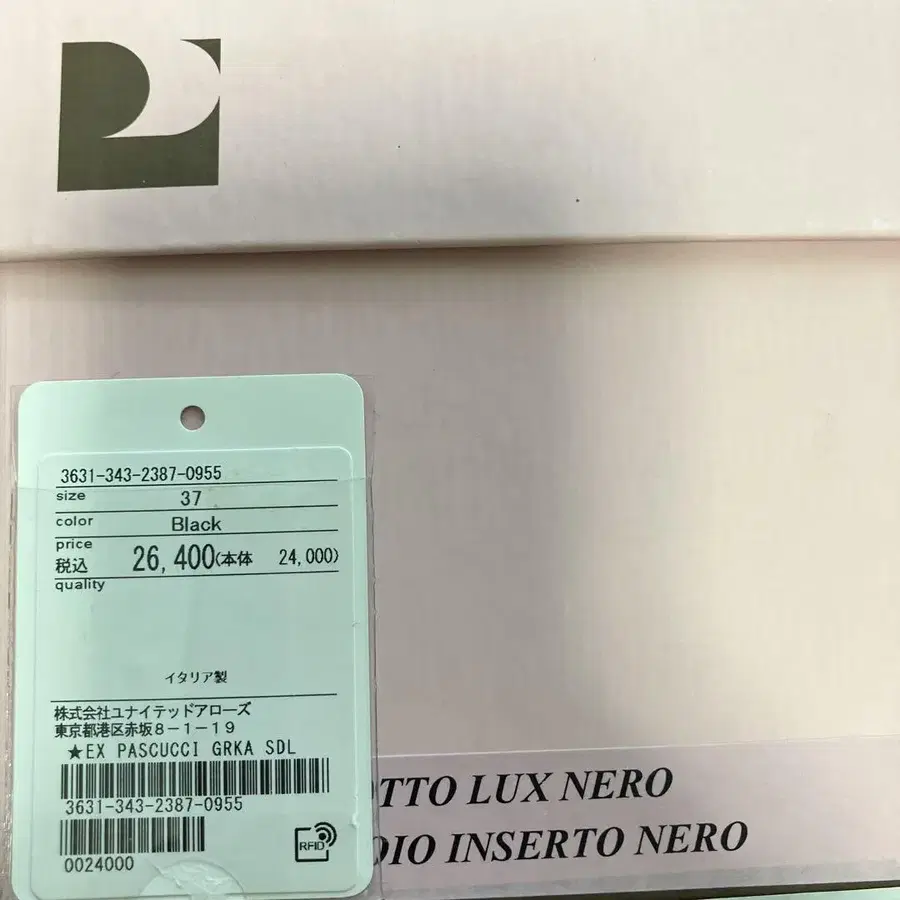 3631-343-2387-0955
size 37
color Black
price
税込 26,400(本体 24,000)
quality
イタリア製
株式会社ユナイテッドアローズ
東京都港区赤坂8-1-19
★EX PASCUCCI GRKA SDL
3631-343-2387-0955
0024000
RFID
OTTO LUX NERO
OIO INSERTO NERO